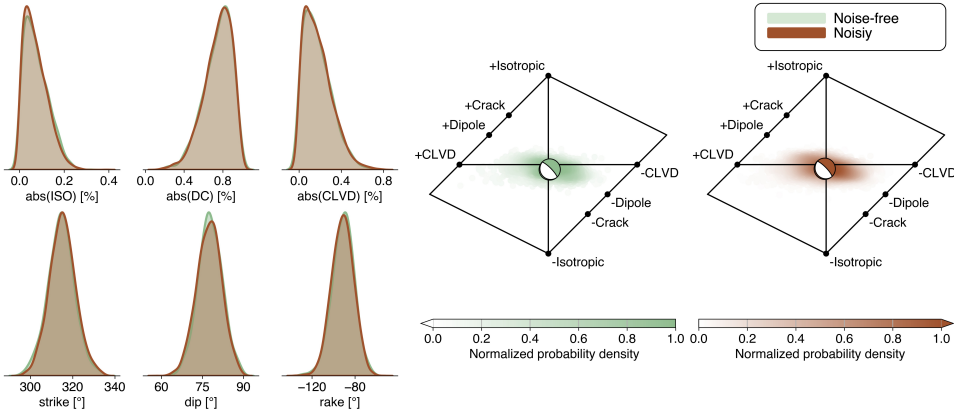 Noise-free
Noisiy
0.0 0.2 0.4
abs(ISO) [%]
0.0 0.4 0.8
abs(DC) [%]
0.0 0.4 0.8
abs(CLVD) [%]
300 320 340
strike [°]
60 75 90
dip [°]
−120 −80
rake [°]
+Isotropic
+Crack
+Dipole
+CLVD
-CLVD
-Dipole
-Crack
-Isotropic
0.0 0.2 0.4 0.6 0.8 1.0
Normalized probability density
+Isotropic
+Crack
+Dipole
+CLVD
-CLVD
-Dipole
-Crack
-Isotropic
0.0 0.2 0.4 0.6 0.8 1.0
Normalized probability density